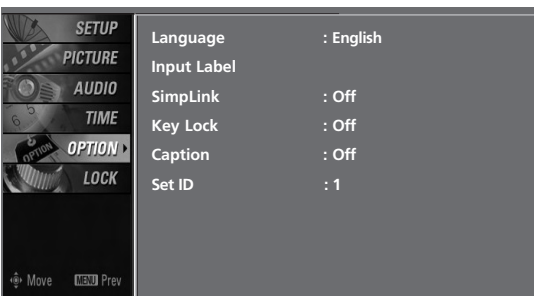 SETUP
PICTURE
AUDIO
TIME
OPTION
LOCK
Move MENU Prev
Language : English
Input Label
SimpLink : Off
Key Lock : Off
Caption : Off
Set ID : 1